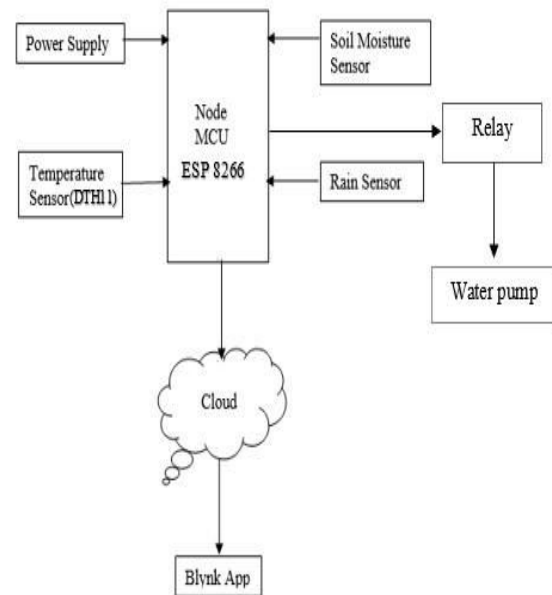 Power Supply
Soil Moisture
Sensor
Node
MCU
ESP 8266
Relay
Temperature
Sensor(DTH11)
Rain Sensor
Water pump
Cloud
Blynk App